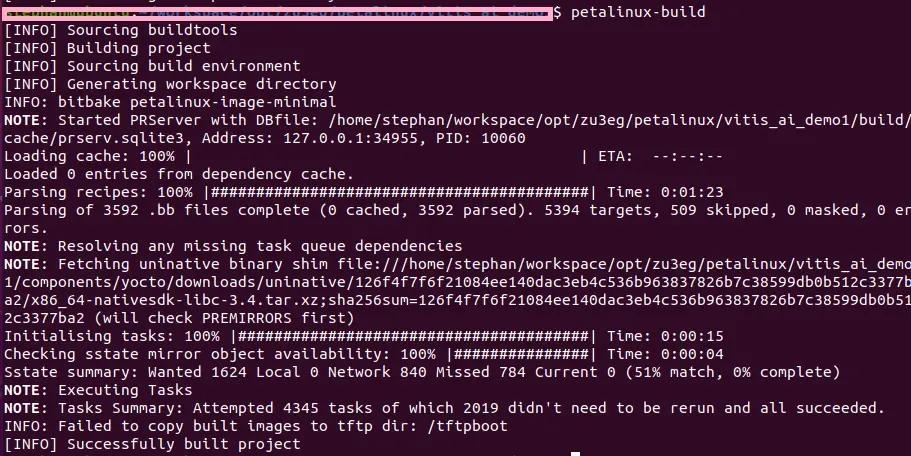 $ petalinux-build
[INFO] Sourcing buildtools
[INFO] Building project
[INFO] Sourcing build environment
[INFO] Generating workspace directory
INFO: bitbake petalinux-image-minimal
NOTE: Started PRServer with DBfile: /home/stephan/workspace/opt/zu3eg/petalinux/vitis_ai_demo1/build/
cache/prserv.sqlite3, Address: 127.0.0.1:34955, PID: 10060
Loading cache: 100% | | ETA: --:--:--
Loaded 0 entries from dependency cache.
Parsing recipes: 100% |##########################################| Time: 0:01:23
Parsing of 3592 .bb files complete (0 cached, 3592 parsed). 5394 targets, 509 skipped, 0 masked, 0 er
rors.
NOTE: Resolving any missing task queue dependencies
NOTE: Fetching uninative binary shim file:///home/stephan/workspace/opt/zu3eg/petalinux/vitis_ai_demo
1/components/yocto/downloads/uninative/126f4f7f6f21084ee140dac3eb4c536b963837826b7c38599db0b512c3377b
a2/x86_64-nativesdk-libc-3.4.tar.xz;sha256sum=126f4f7f6f21084ee140dac3eb4c536b963837826b7c38599db0b51
2c3377ba2 (will check PREMIRRORS first)
Initialising tasks: 100% |#######################################| Time: 0:00:15
Checking sstate mirror object availability: 100% |###############| Time: 0:00:04
Sstate summary: Wanted 1624 Local 0 Network 840 Missed 784 Current 0 (51% match, 0% complete)
NOTE: Executing Tasks
NOTE: Tasks Summary: Attempted 4345 tasks of which 2019 didn't need to be rerun and all succeeded.
INFO: Failed to copy built images to tftp dir: /tftpboot
[INFO] Successfully built project